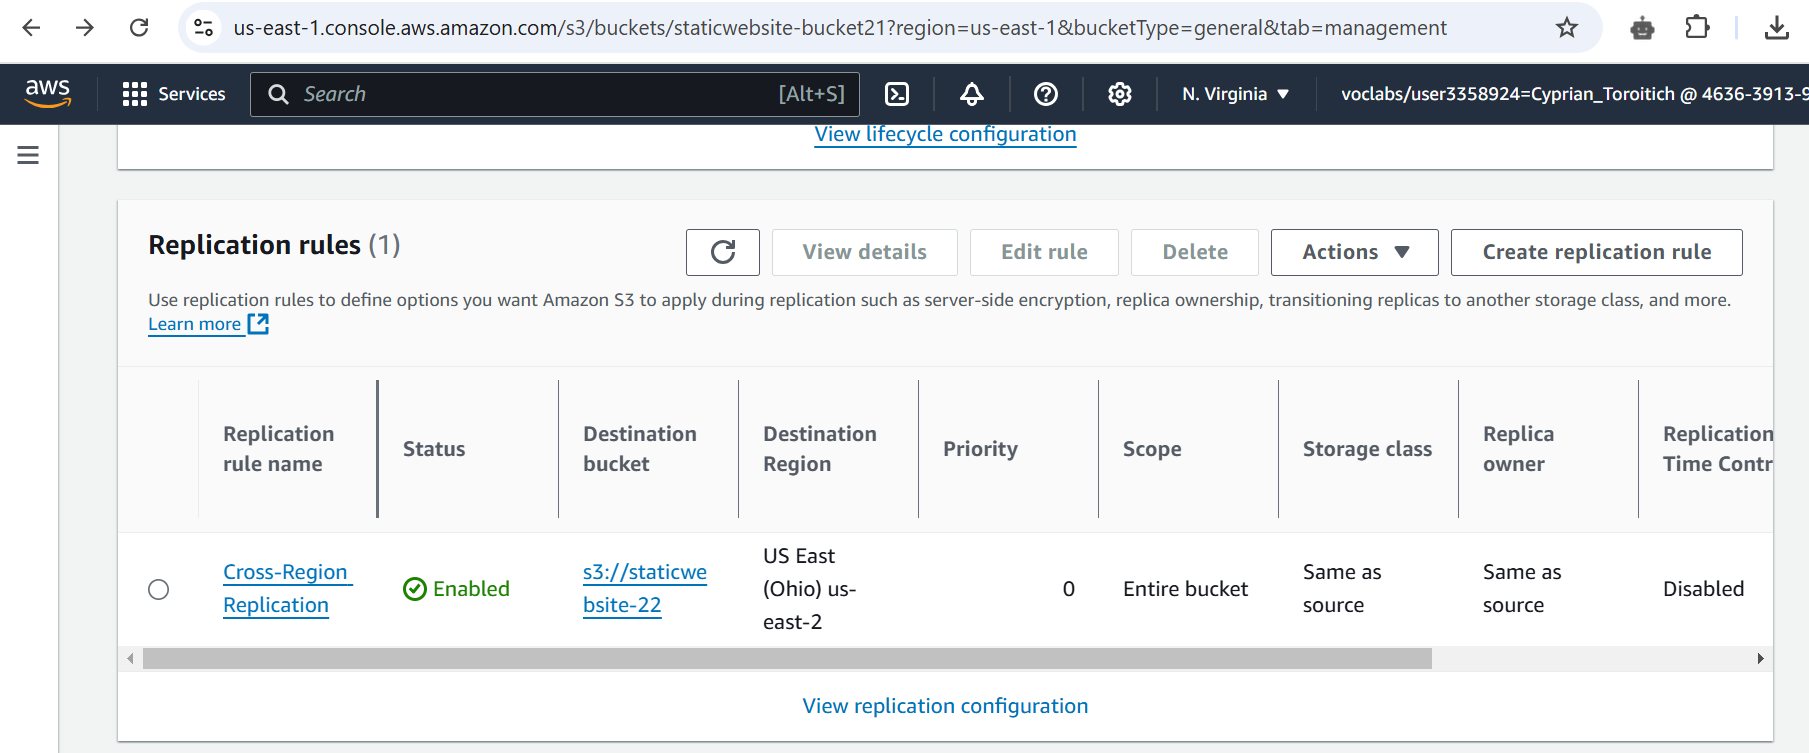 us-east-1.console.aws.amazon.com/s3/buckets/staticwebsite-bucket21?region=us-east-1&bucketType=general&tab=management
aws
Services
Search
[Alt+S]
N. Virginia
voclabs/user3358924=Cyprian_Toroitich @ 4636-3913-9
View lifecycle configuration
Replication rules (1)
View details
Edit rule
Delete
Actions
Create replication rule
Use replication rules to define options you want Amazon S3 to apply during replication such as server-side encryption, replica ownership, transitioning replicas to another storage class, and more.
Learn more
Replication
rule name
Status
Destination
bucket
Destination
Region
Priority
Scope
Storage class
Replica
owner
Replication
Time Contr
Cross-Region
Replication
Enabled
s3://staticwe
bsite-22
US East
(Ohio) us-
east-2
0
Entire bucket
Same as
source
Same as
source
Disabled
View replication configuration